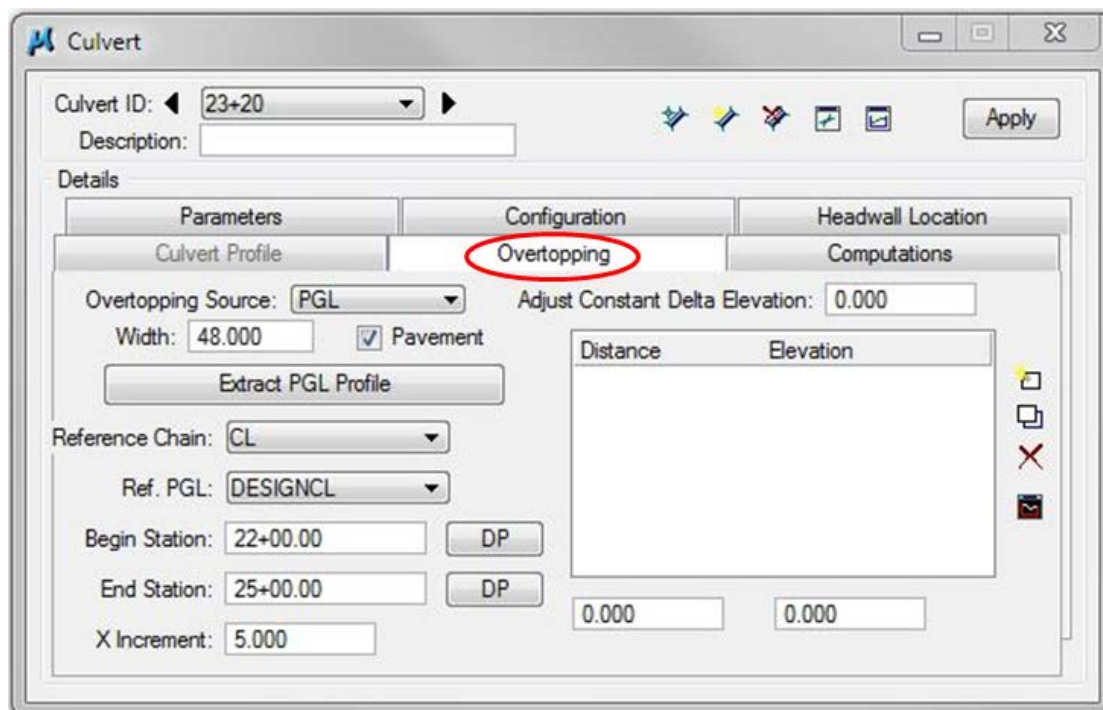 Culvert
Culvert ID: 23+20
Apply
Description:
Details
Parameters Configuration Headwall Location
Culvert Profile Overtopping Computations
Overtopping Source: PGL Adjust Constant Delta Elevation: 0.000
Width: 48.000 Pavement
Distance Elevation
Extract PGL Profile
Reference Chain: CL
Ref. PGL: DESIGNCL
Begin Station: 22+00.00 DP
End Station: 25+00.00 DP
0.000 0.000
X Increment: 5.000